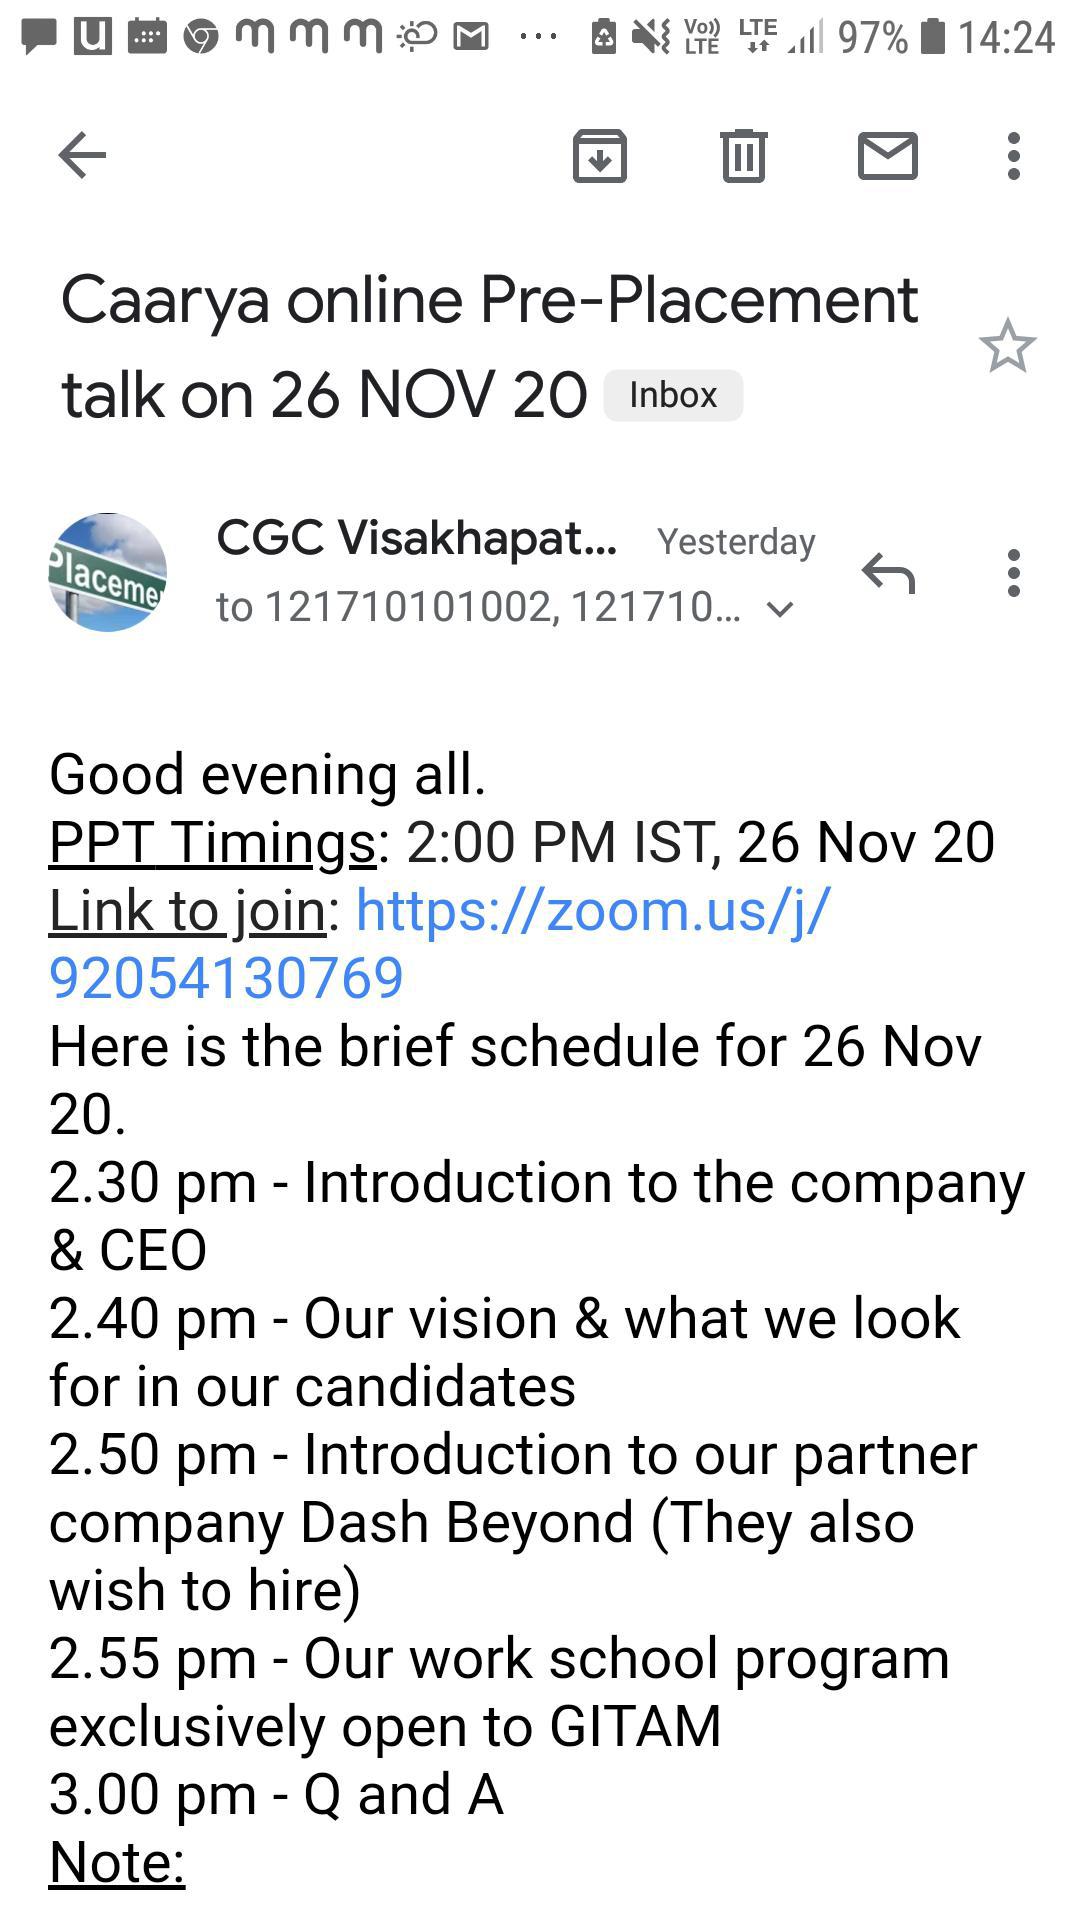 Vo)) LTE LTE 97% 14:24
Caarya online Pre-Placement
talk on 26 NOV 20 Inbox
CGC Visakhapat... Yesterday
to 121710101002, 121710...
Placeme
Good evening all.
PPT Timings: 2:00 PM IST, 26 Nov 20
Link to join: https://zoom.us/j/
92054130769
Here is the brief schedule for 26 Nov
20.
2.30 pm - Introduction to the company
& CEO
2.40 pm - Our vision & what we look
for in our candidates
2.50 pm - Introduction to our partner
company Dash Beyond (They also
wish to hire)
2.55 pm - Our work school program
exclusively open to GITAM
3.00 pm - Q and A
Note: